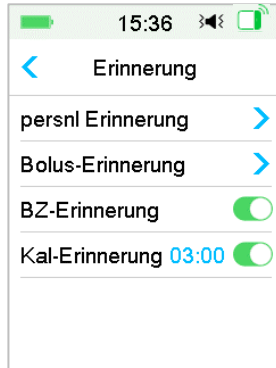 15:36
Erinnerung
persnl Erinnerung
Bolus-Erinnerung
BZ-Erinnerung
Kal-Erinnerung 03:00